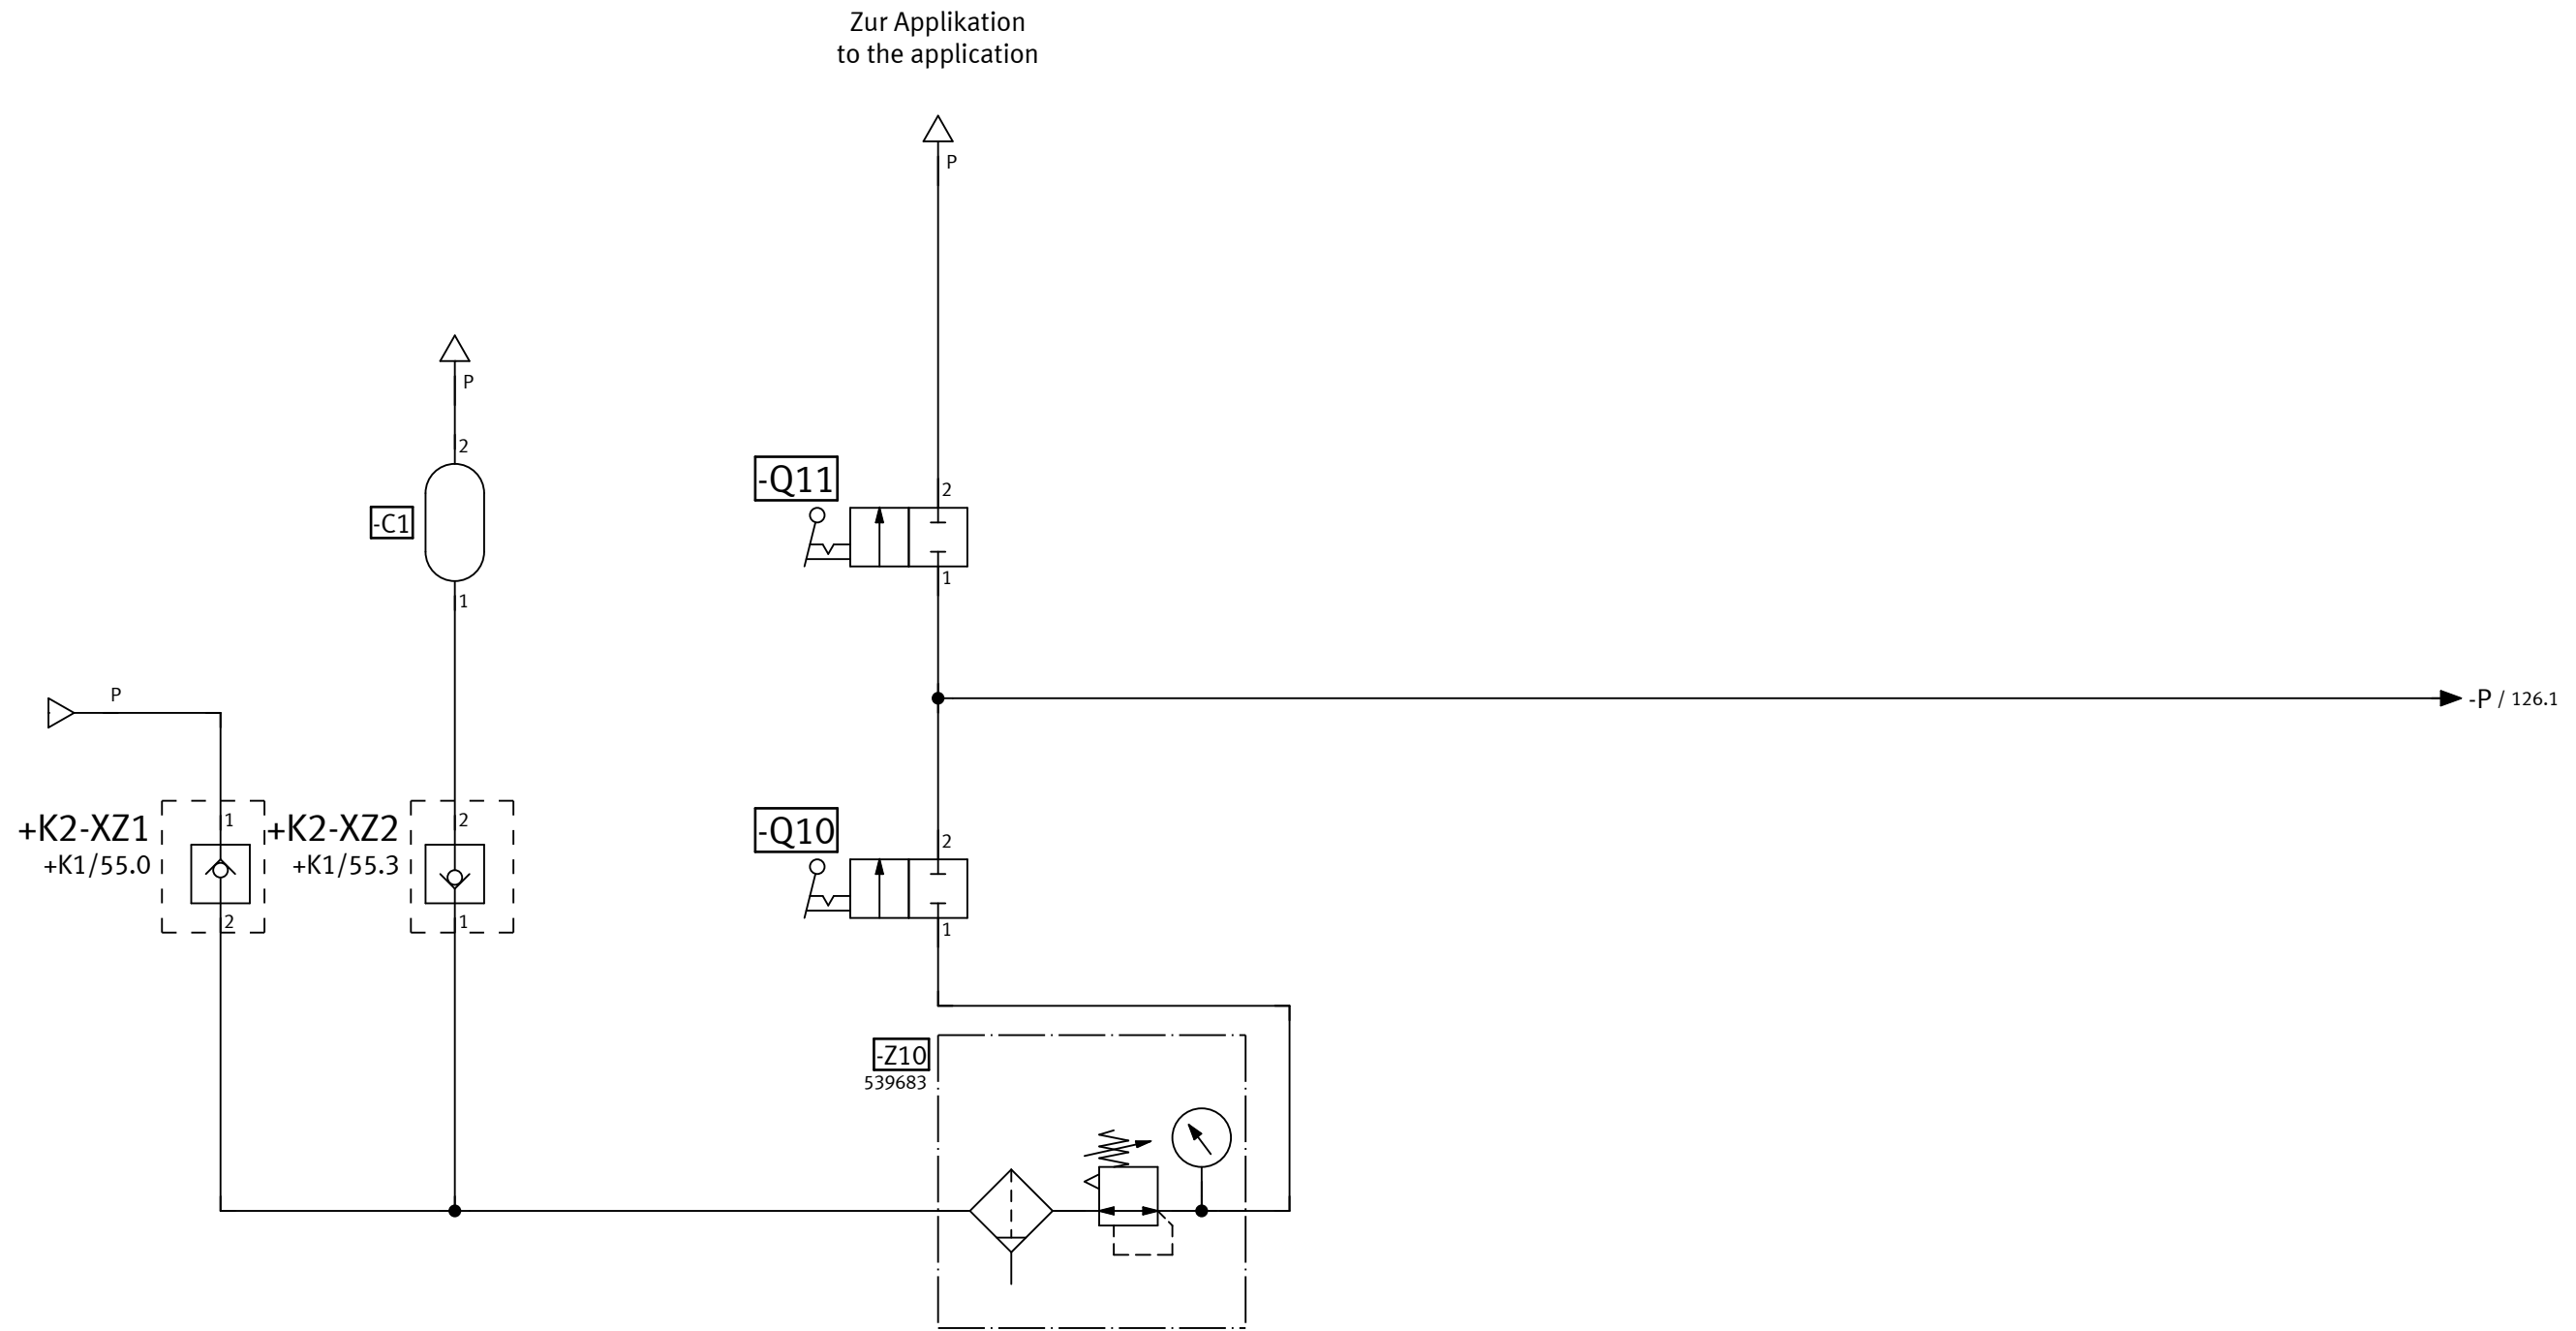 Zur Applikation
to the application
P
P
2
-Q11
2
-C1
1
1
P
-P / 126.1
+K2-XZ1
+K1/55.0
1
2
+K2-XZ2
+K1/55.3
2
1
-Q10
2
1
-Z10
539683